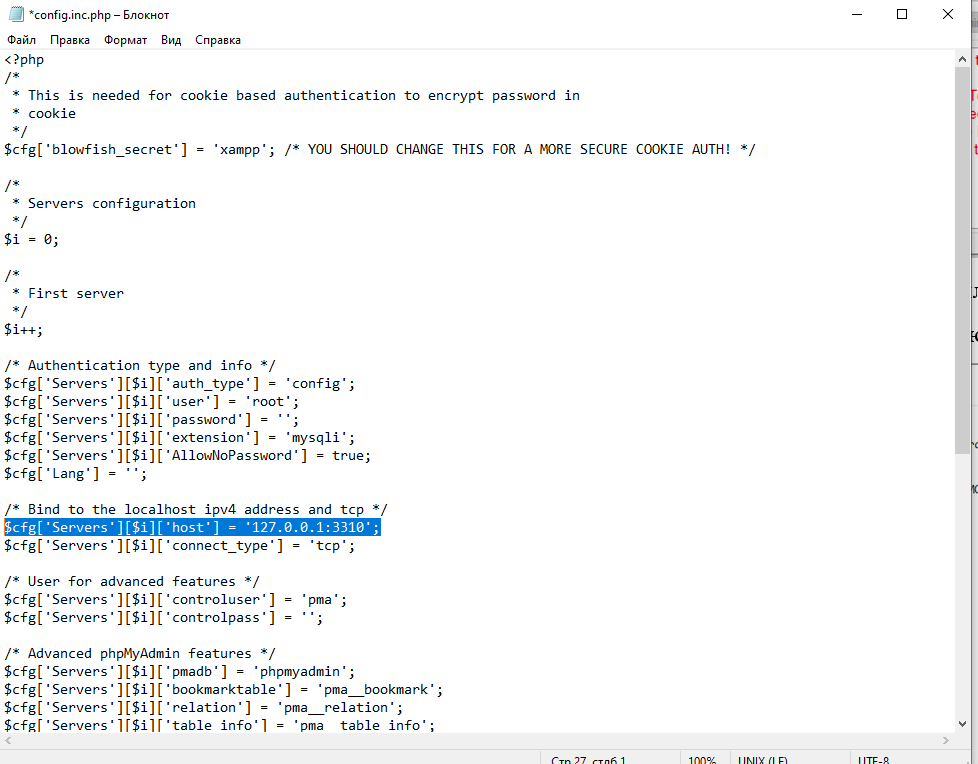 *config.inc.php – Блокнот
Файл Правка Формат Вид Справка
<?php
/*
 * This is needed for cookie based authentication to encrypt password in
 * cookie
 */
$cfg['blowfish_secret'] = 'xampp'; /* YOU SHOULD CHANGE THIS FOR A MORE SECURE COOKIE AUTH! */

/*
 * Servers configuration
 */
$i = 0;

/*
 * First server
 */
$i++;

/* Authentication type and info */
$cfg['Servers'][$i]['auth_type'] = 'config';
$cfg['Servers'][$i]['user'] = 'root';
$cfg['Servers'][$i]['password'] = '';
$cfg['Servers'][$i]['extension'] = 'mysqli';
$cfg['Servers'][$i]['AllowNoPassword'] = true;
$cfg['Lang'] = '';

/* Bind to the localhost ipv4 address and tcp */
$cfg['Servers'][$i]['host'] = '127.0.0.1:3310';
$cfg['Servers'][$i]['connect_type'] = 'tcp';

/* User for advanced features */
$cfg['Servers'][$i]['controluser'] = 'pma';
$cfg['Servers'][$i]['controlpass'] = '';

/* Advanced phpMyAdmin features */
$cfg['Servers'][$i]['pmadb'] = 'phpmyadmin';
$cfg['Servers'][$i]['bookmarktable'] = 'pma__bookmark';
$cfg['Servers'][$i]['relation'] = 'pma__relation';
$cfg['Servers'][$i]['table_info'] = 'pma__table_info';
Стр 27, стлб 1 100% UNIX (LF) UTF-8